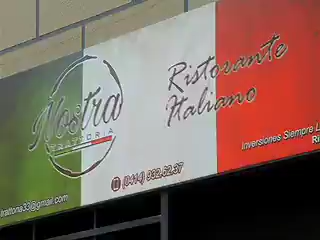 Nostra
TRATTORIA
Ristorante
Italiano
(0414) 932.62.37
trattoria33@gmail.com
Inversiones Siempre